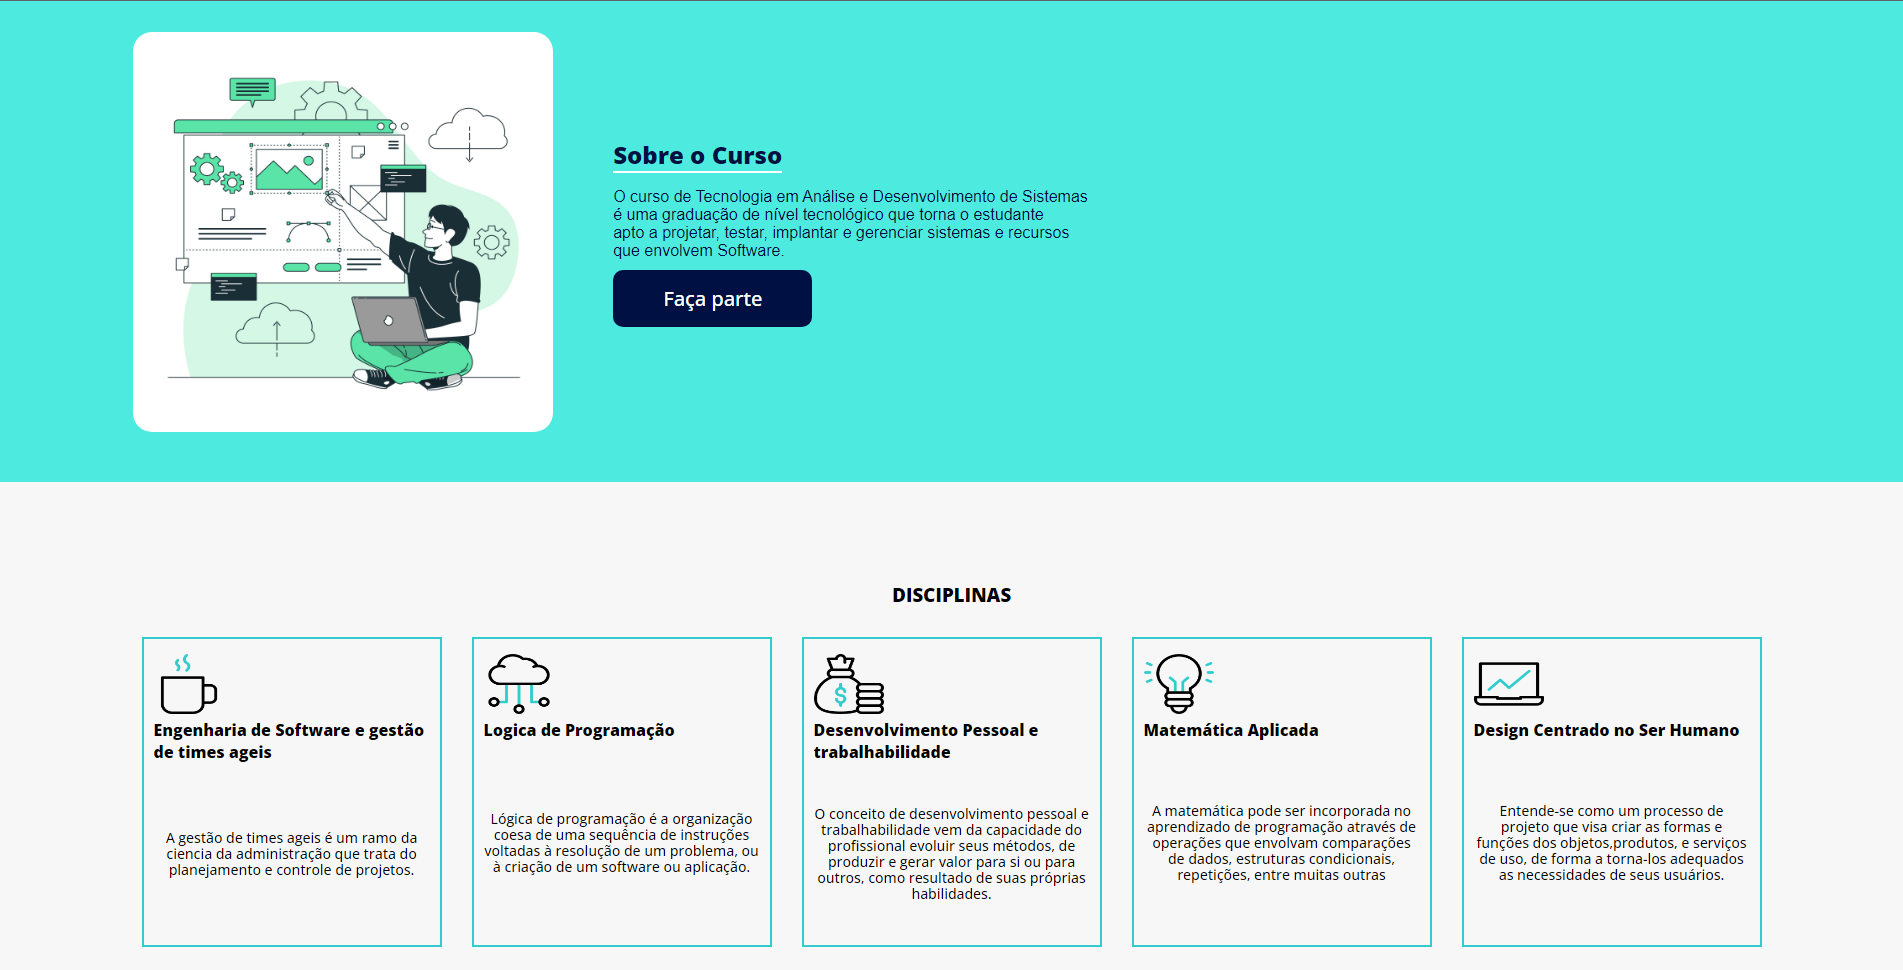 Sobre o Curso
O curso de Tecnologia em Análise e Desenvolvimento de Sistemas
é uma graduação de nível tecnológico que torna o estudante
apto a projetar, testar, implantar e gerenciar sistemas e recursos
que envolvem Software.
Faça parte
DISCIPLINAS
Engenharia de Software e gestão
de times ageis
A gestão de times ageis é um ramo da
ciencia da administração que trata do
planejamento e controle de projetos.
Logica de Programação
Lógica de programação é a organização
coesa de uma sequência de instruções
voltadas à resolução de um problema, ou
à criação de um software ou aplicação.
Desenvolvimento Pessoal e
trabalhabilidade
O conceito de desenvolvimento pessoal e
trabalhabilidade vem da capacidade do
profissional evoluir seus métodos, de
produzir e gerar valor para si ou para
outros, como resultado de suas próprias
habilidades.
Matemática Aplicada
A matemática pode ser incorporada no
aprendizado de programação através de
operações que envolvam comparações
de dados, estruturas condicionais,
repetições, entre muitas outras
Design Centrado no Ser Humano
Entende-se como um processo de
projeto que visa criar as formas e
funções dos objetos,produtos, e serviços
de uso, de forma a torna-los adequados
as necessidades de seus usuários.